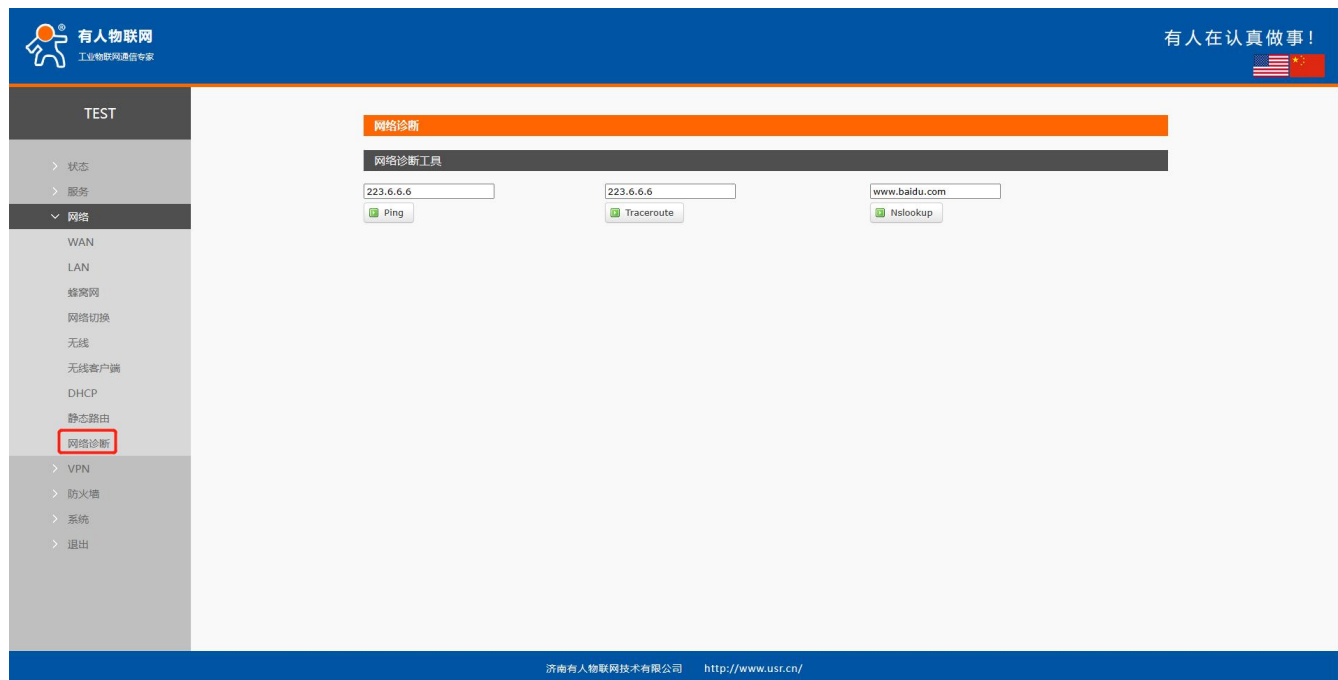 有人物联网
工业物联网通信专家
有人在认真做事!
TEST
状态
服务
网络
WAN
LAN
蜂窝网
网络切换
无线
无线客户端
DHCP
静态路由
网络诊断
VPN
防火墙
系统
退出
网络诊断
网络诊断工具
223.6.6.6 223.6.6.6 www.baidu.com
Ping Traceroute Nslookup
济南有人物联网技术有限公司 http://www.usr.cn/